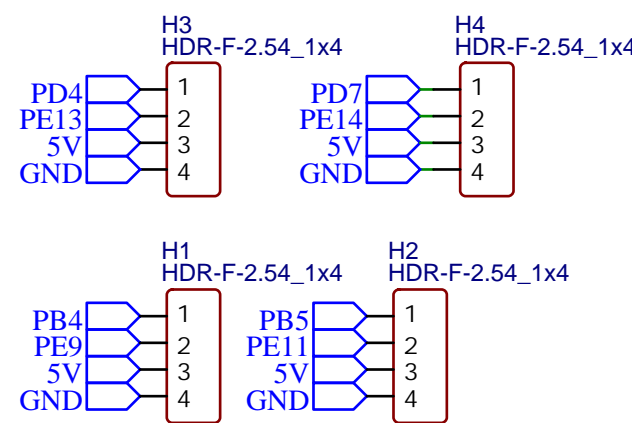 H3
HDR-F-2.54_1x4
PD4 1
PE13 2
5V 3
GND 4
H4
HDR-F-2.54_1x4
PD7 1
PE14 2
5V 3
GND 4
H1
HDR-F-2.54_1x4
PB4 1
PE9 2
5V 3
GND 4
H2
HDR-F-2.54_1x4
PB5 1
PE11 2
5V 3
GND 4